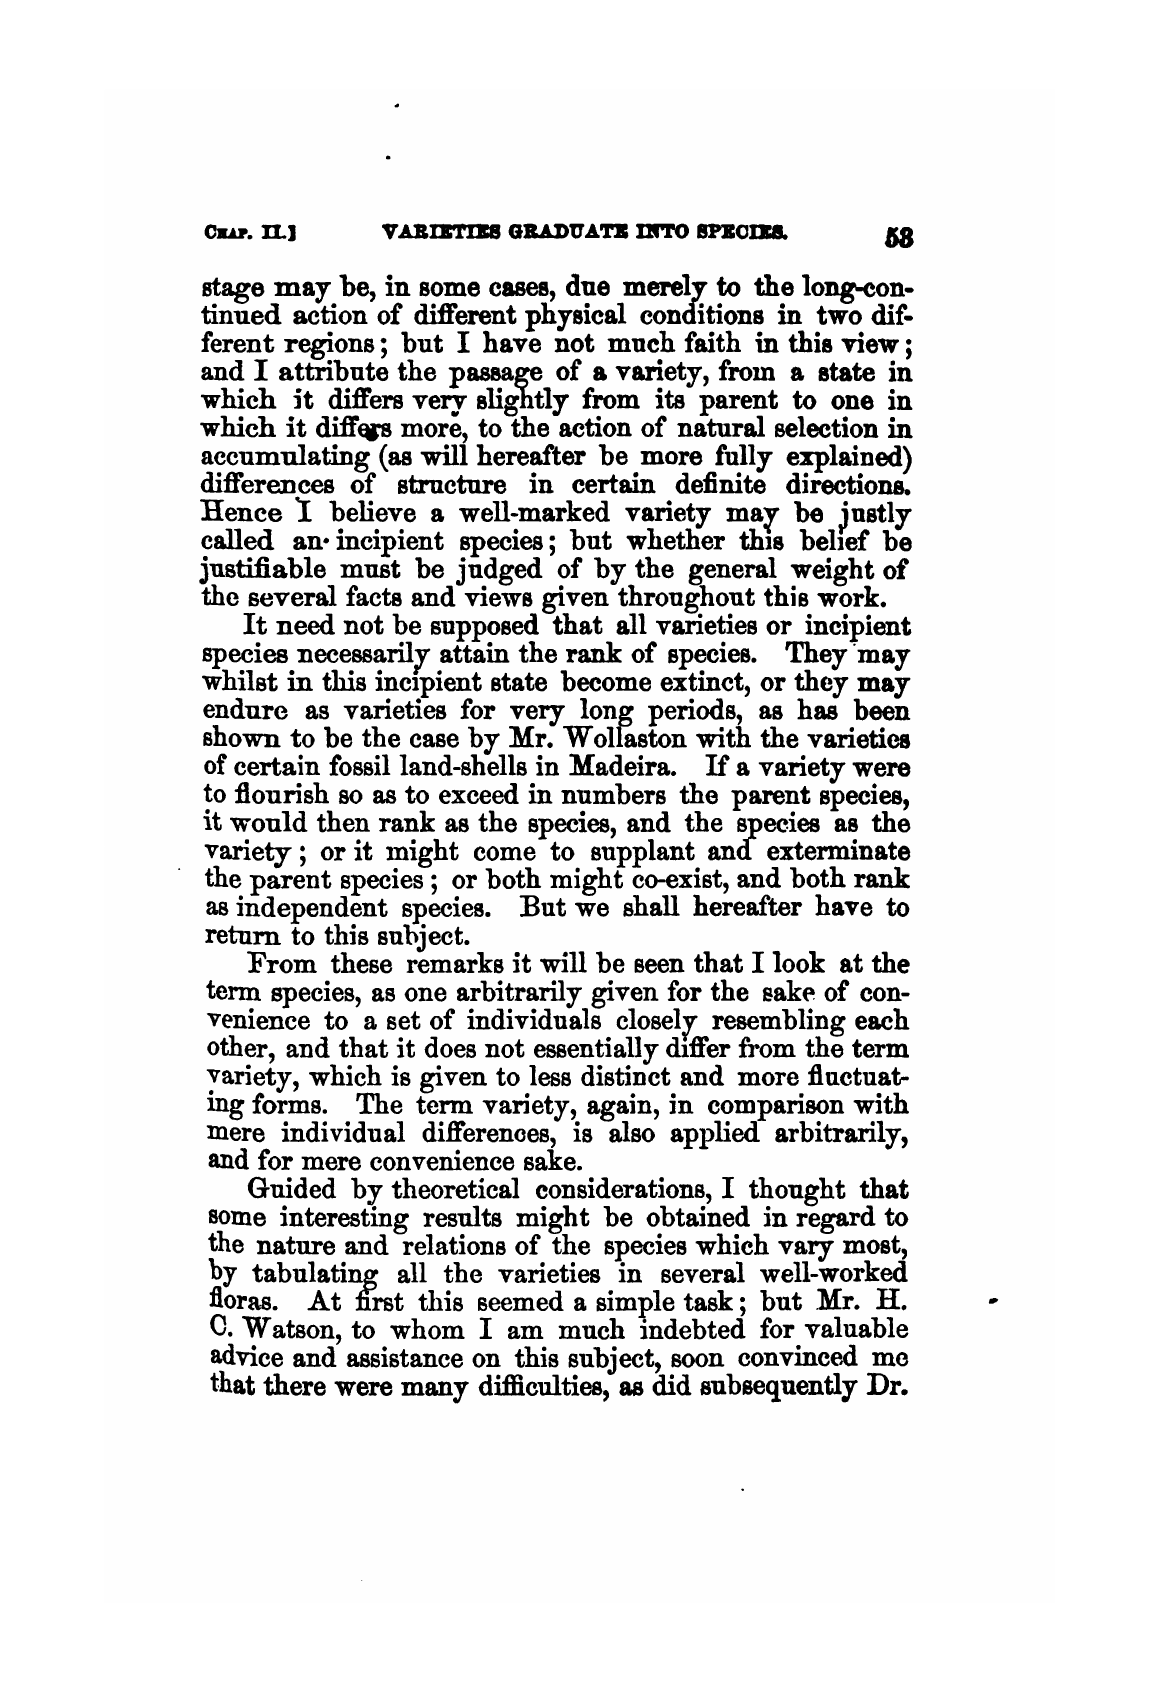 CHAP. II.] VARIETIES GRADUATE INTO SPECIES. 53
stage may be, in some cases, due merely to the long-con-
tinued action of different physical conditions in two dif-
ferent regions; but I have not much faith in this view;
and I attribute the passage of a variety, from a state in
which it differs very slightly from its parent to one in
which it differs more, to the action of natural selection in
accumulating (as will hereafter be more fully explained)
differences of structure in certain definite directions.
Hence I believe a well-marked variety may be justly
called an incipient species; but whether this belief be
justifiable must be judged of by the general weight of
the several facts and views given throughout this work.
It need not be supposed that all varieties or incipient
species necessarily attain the rank of species. They may
whilst in this incipient state become extinct, or they may
endure as varieties for very long periods, as has been
shown to be the case by Mr. Wollaston with the varieties
of certain fossil land-shells in Madeira. If a variety were
to flourish so as to exceed in numbers the parent species,
it would then rank as the species, and the species as the
variety; or it might come to supplant and exterminate
the parent species; or both might co-exist, and both rank
as independent species. But we shall hereafter have to
return to this subject.
From these remarks it will be seen that I look at the
term species, as one arbitrarily given for the sake of con-
venience to a set of individuals closely resembling each
other, and that it does not essentially differ from the term
variety, which is given to less distinct and more fluctuat-
ing forms. The term variety, again, in comparison with
mere individual differences, is also applied arbitrarily,
and for mere convenience sake.
Guided by theoretical considerations, I thought that
some interesting results might be obtained in regard to
the nature and relations of the species which vary most,
by tabulating all the varieties in several well-worked
floras. At first this seemed a simple task; but Mr. H.
C. Watson, to whom I am much indebted for valuable
advice and assistance on this subject, soon convinced me
that there were many difficulties, as did subsequently Dr.